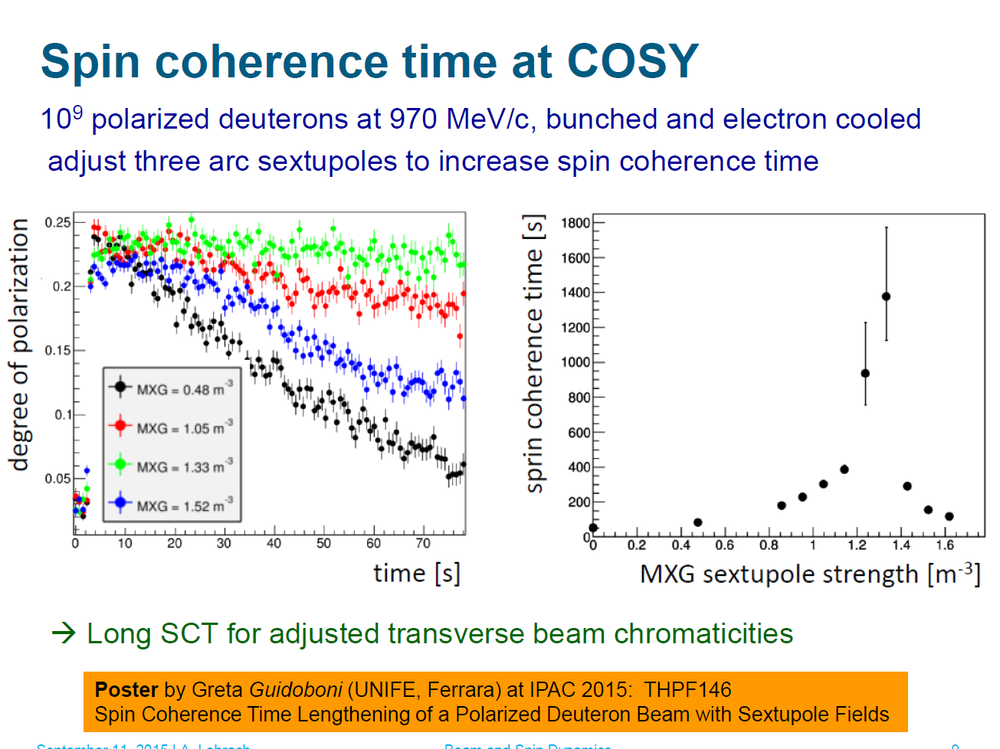 Spin coherence time at COSY
10⁹ polarized deuterons at 970 MeV/c, bunched and electron cooled
adjust three arc sextupoles to increase spin coherence time
degree of polarization
0.25
0.2
0.15
0.1
0.05
MXG = 0.48 m⁻³
MXG = 1.05 m⁻³
MXG = 1.33 m⁻³
MXG = 1.52 m⁻³
0 10 20 30 40 50 60 70
time [s]
sprin coherence time [s]
1800
1600
1400
1200
1000
800
600
400
200
0
0 0.2 0.4 0.6 0.8 1 1.2 1.4 1.6
MXG sextupole strength [m⁻³]
→ Long SCT for adjusted transverse beam chromaticities
Poster by Greta Guidoboni (UNIFE, Ferrara) at IPAC 2015: THPF146
Spin Coherence Time Lengthening of a Polarized Deuteron Beam with Sextupole Fields
September 11, 2015 | A. Lehrach Beam and Spin Dynamics 9